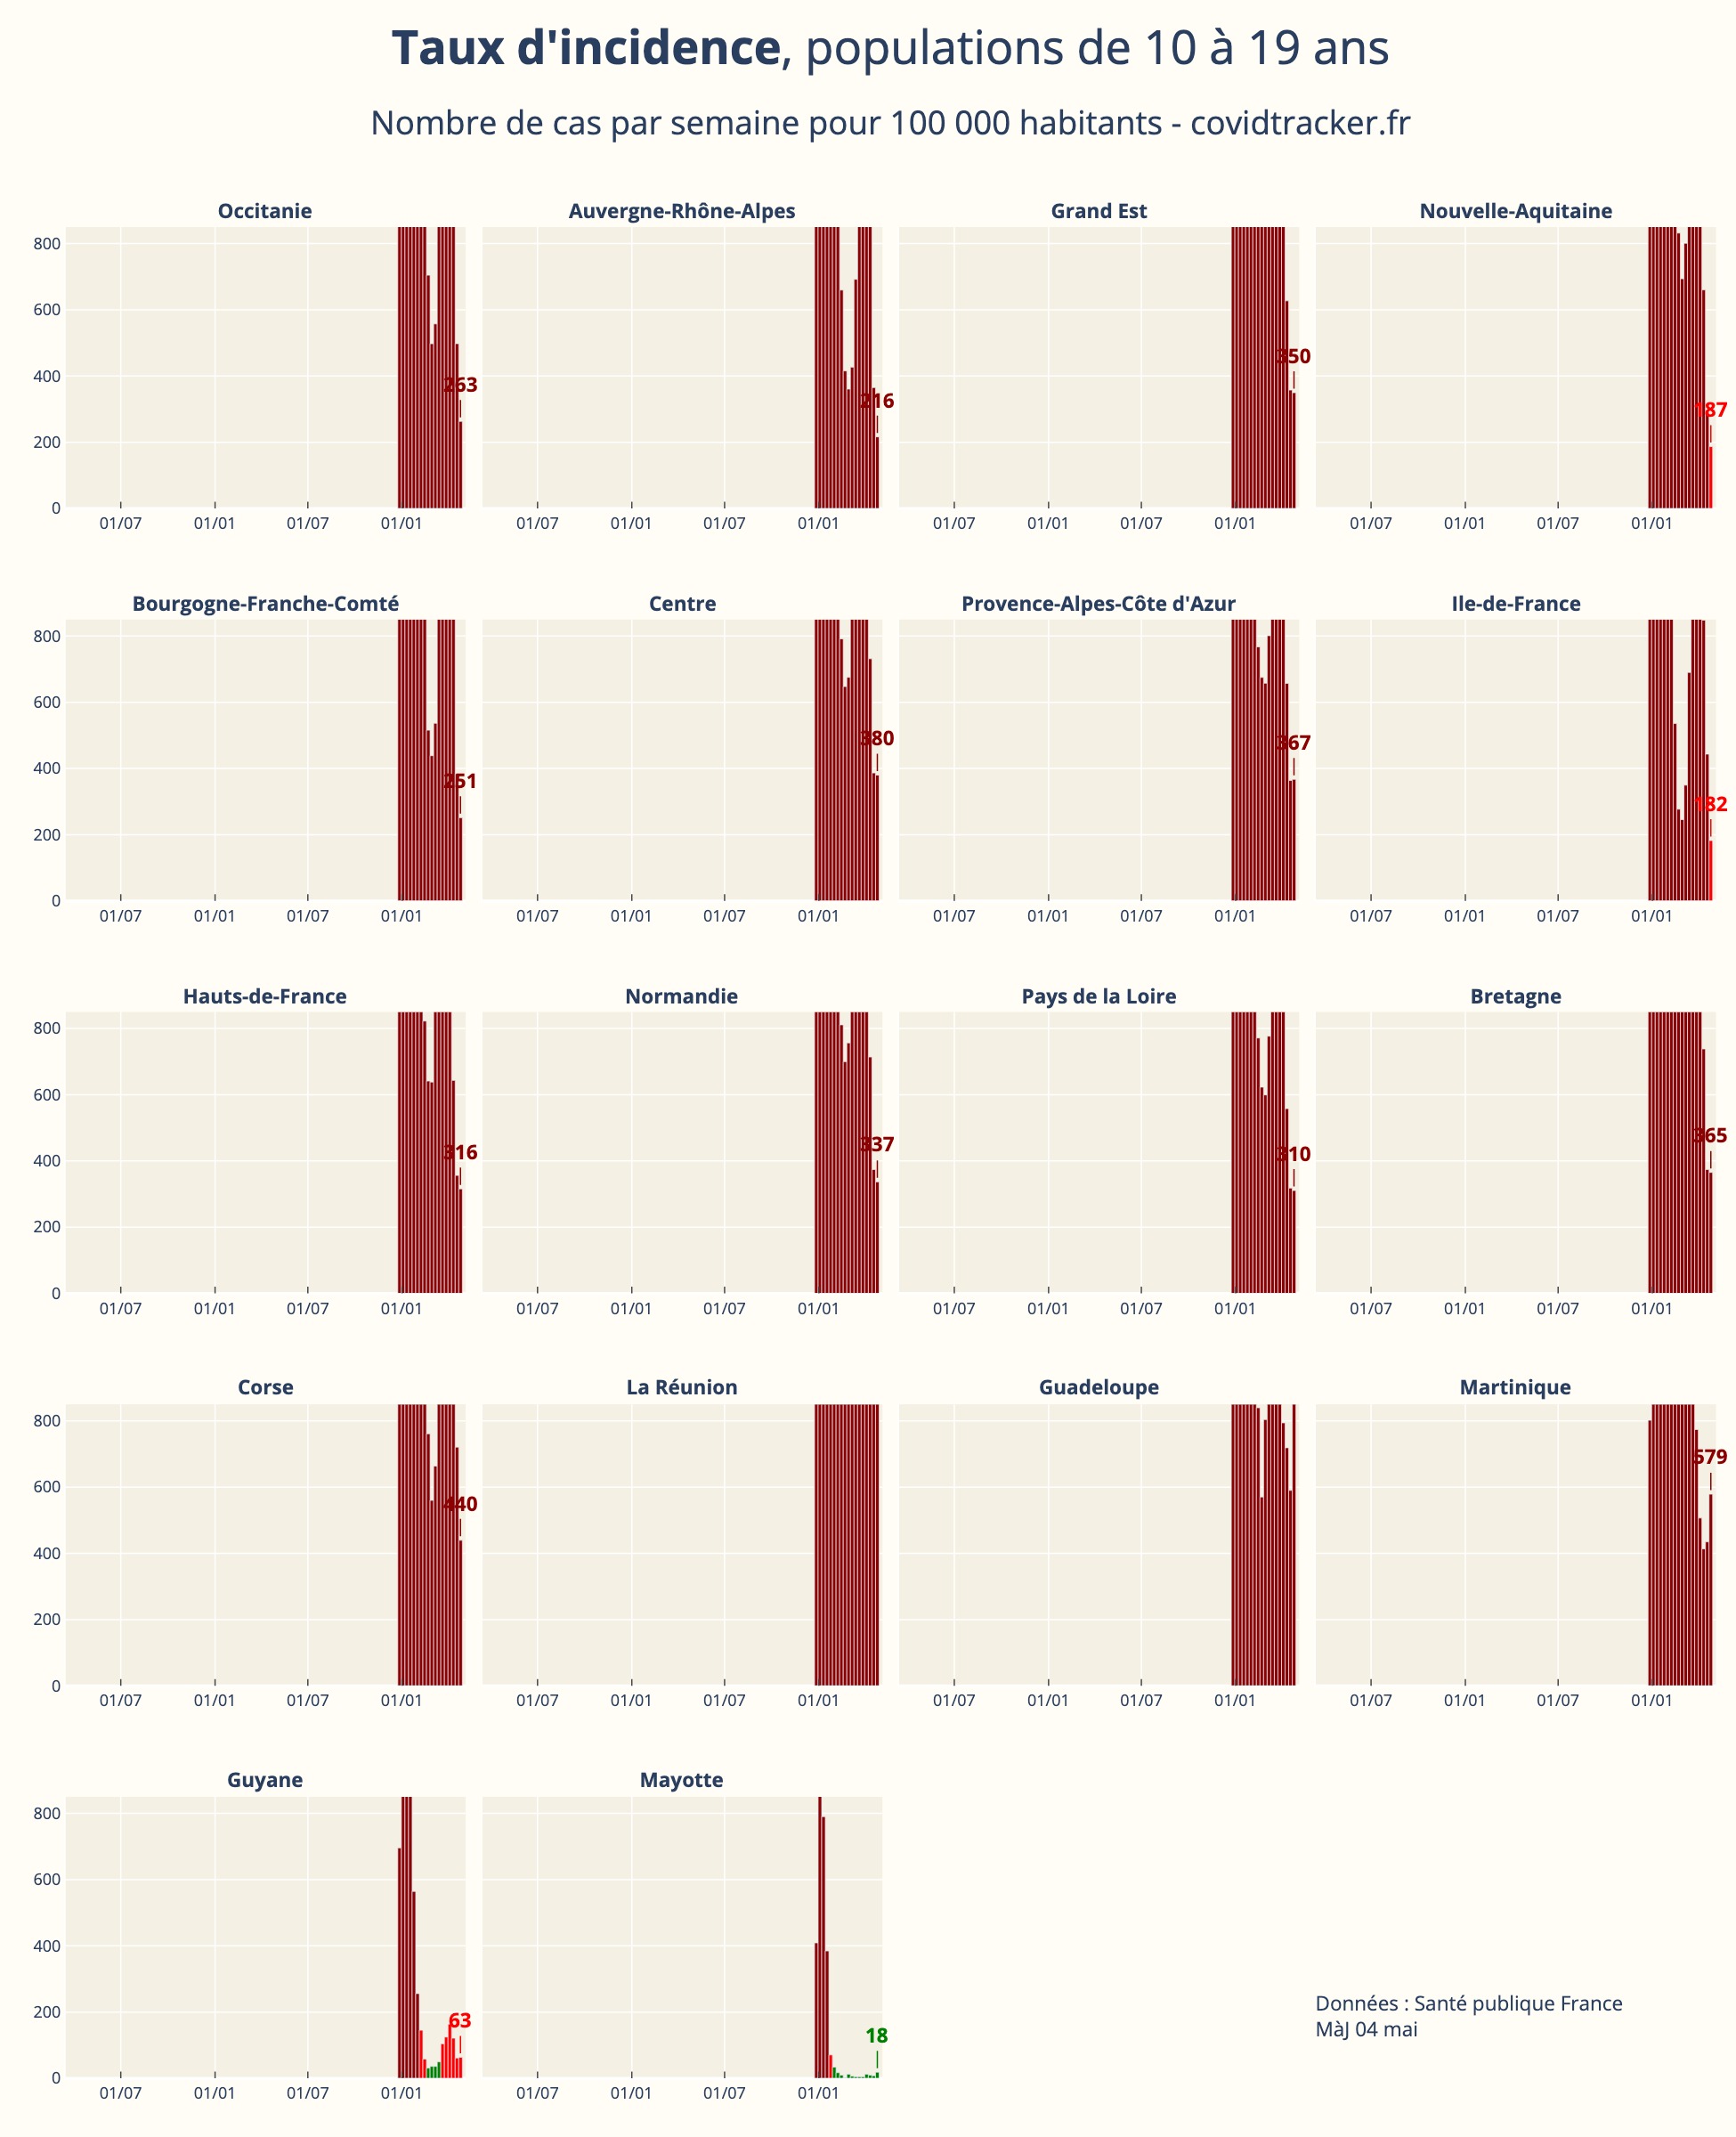 Taux d'incidence, populations de 10 à 19 ans
Nombre de cas par semaine pour 100 000 habitants - covidtracker.fr
Occitanie
Auvergne-Rhône-Alpes
Grand Est
Nouvelle-Aquitaine
800
600
400
200
0
263
216
350
187
01/07 01/01 01/07 01/01
01/07 01/01 01/07 01/01
01/07 01/01 01/07 01/01
01/07 01/01 01/07 01/01
Bourgogne-Franche-Comté
Centre
Provence-Alpes-Côte d'Azur
Ile-de-France
800
600
400
200
0
251
380
367
182
01/07 01/01 01/07 01/01
01/07 01/01 01/07 01/01
01/07 01/01 01/07 01/01
01/07 01/01 01/07 01/01
Hauts-de-France
Normandie
Pays de la Loire
Bretagne
800
600
400
200
0
316
337
310
365
01/07 01/01 01/07 01/01
01/07 01/01 01/07 01/01
01/07 01/01 01/07 01/01
01/07 01/01 01/07 01/01
Corse
La Réunion
Guadeloupe
Martinique
800
600
400
200
0
440
579
01/07 01/01 01/07 01/01
01/07 01/01 01/07 01/01
01/07 01/01 01/07 01/01
01/07 01/01 01/07 01/01
Guyane
Mayotte
800
600
400
200
0
63
18
01/07 01/01 01/07 01/01
01/07 01/01 01/07 01/01
Données : Santé publique France
MàJ 04 mai